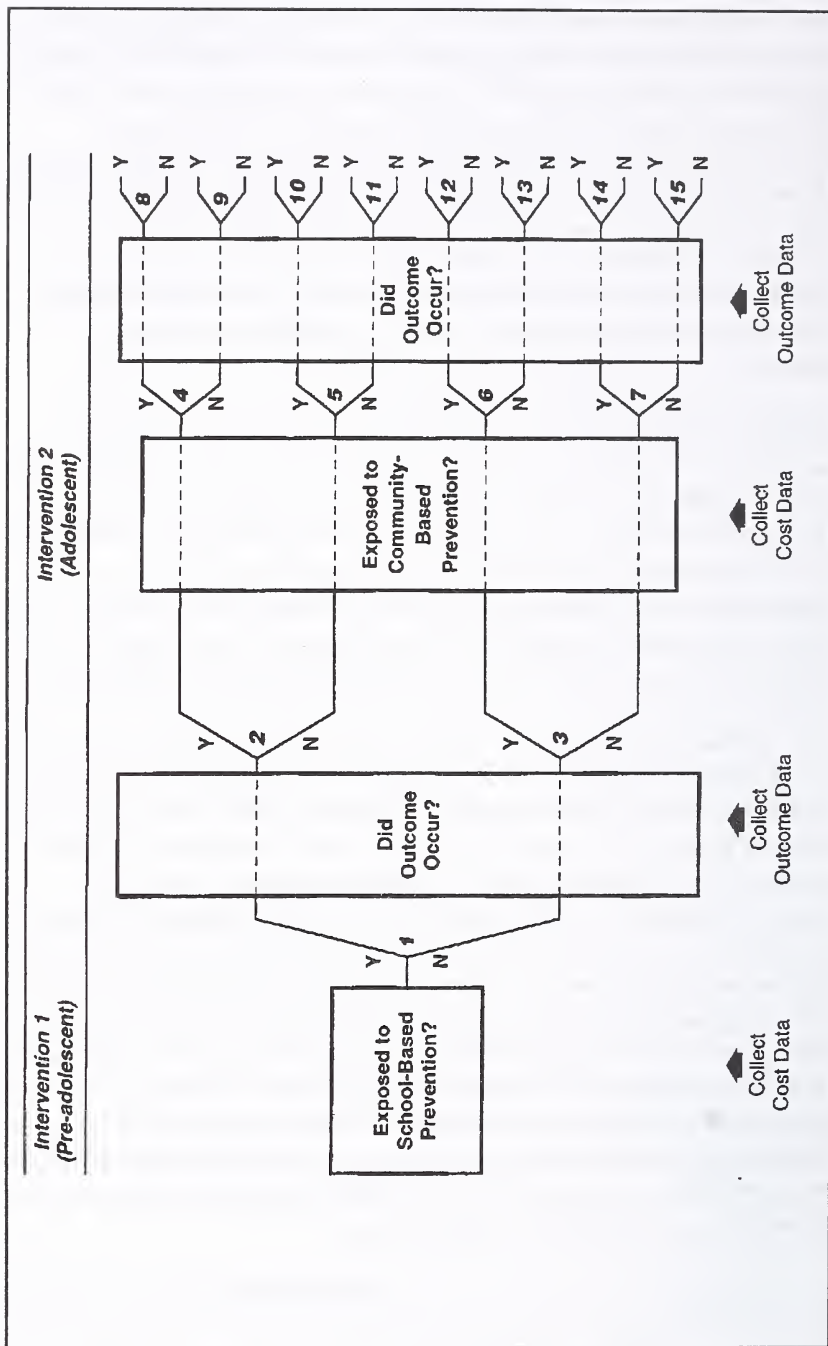 Intervention 1
(Pre-adolescent)
Intervention 2
(Adolescent)
Exposed to
School-Based
Prevention?
Y
1
N
Did
Outcome
Occur?
Y
2
N
Y
3
N
Exposed to
Community-
Based
Prevention?
Y
4
N
Y
5
N
Y
6
N
Y
7
N
Did
Outcome
Occur?
Y
8
N
Y
9
N
Y
10
N
Y
11
N
Y
12
N
Y
13
N
Y
14
N
Y
15
N
Collect
Cost Data
Collect
Outcome Data
Collect
Cost Data
Collect
Outcome Data